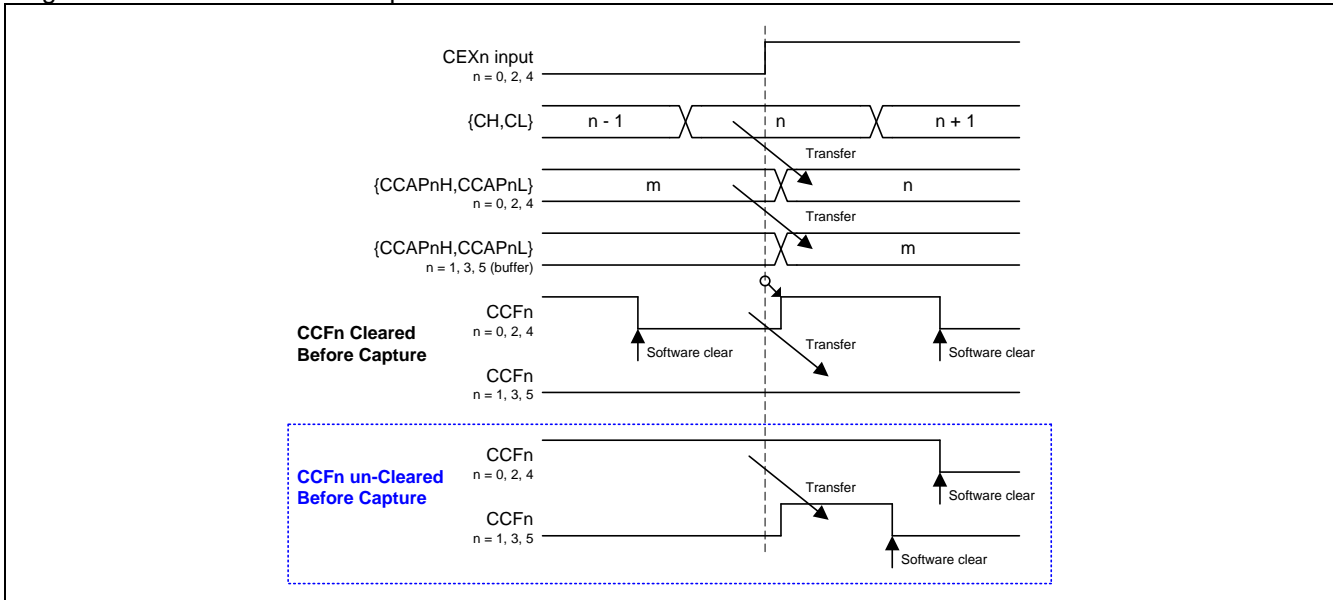 CEXn input
n = 0, 2, 4
{CH,CL}
n - 1
n
n + 1
Transfer
{CCAPnH,CCAPnL}
n = 0, 2, 4
m
n
Transfer
{CCAPnH,CCAPnL}
n = 1, 3, 5 (buffer)
m
CCFn Cleared
Before Capture
CCFn
n = 0, 2, 4
Software clear
Transfer
Software clear
CCFn
n = 1, 3, 5
CCFn un-Cleared
Before Capture
CCFn
n = 0, 2, 4
Transfer
Software clear
CCFn
n = 1, 3, 5
Software clear